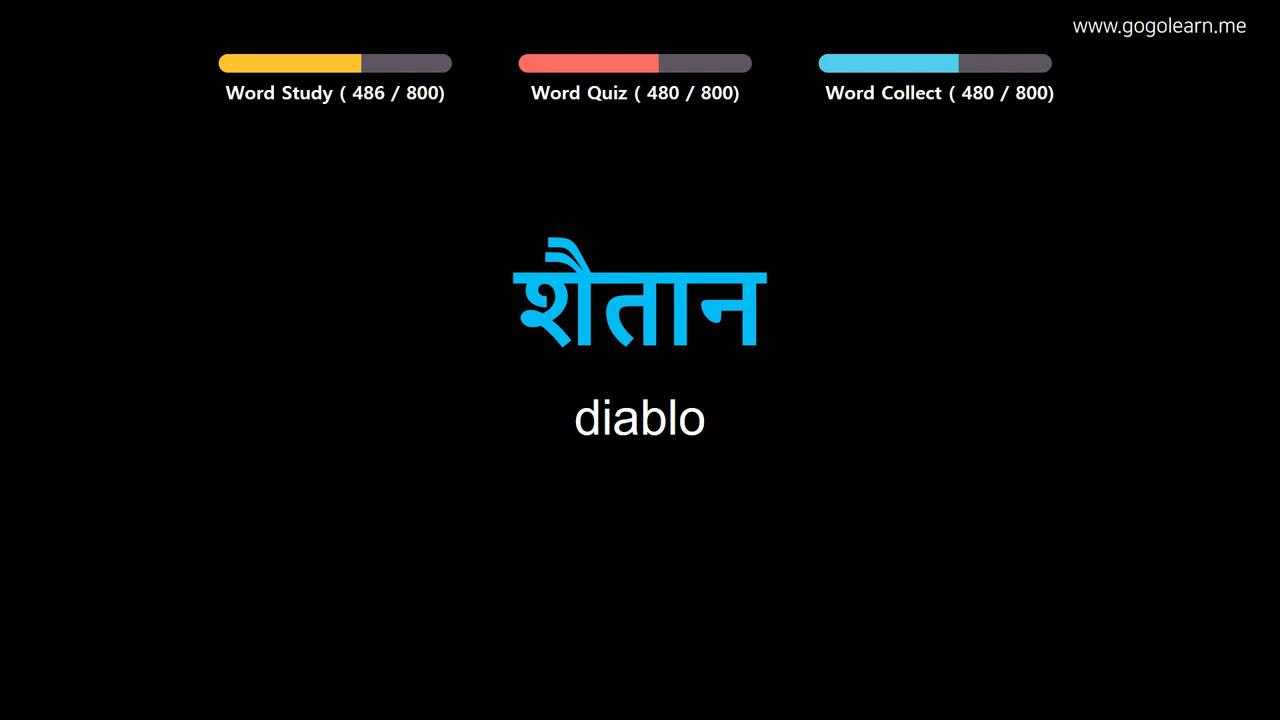 www.gogolearn.me
Word Study ( 486 / 800)
Word Quiz ( 480 / 800)
Word Collect ( 480 / 800)
शैतान
diablo